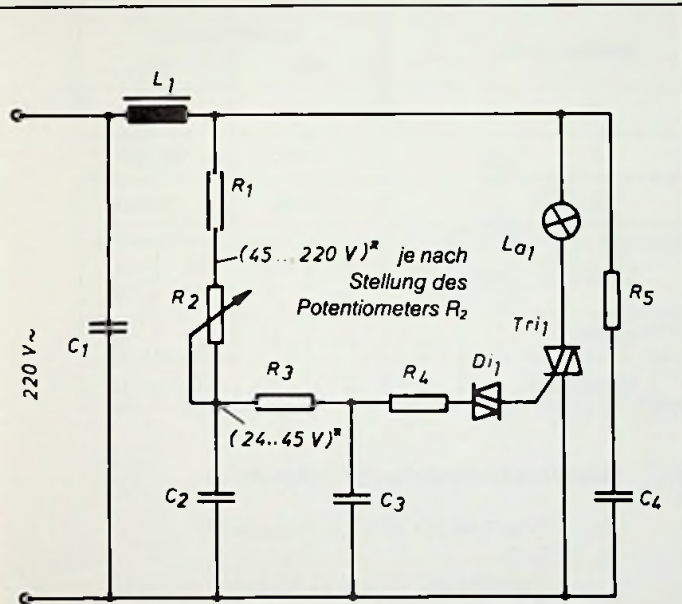 L1
R1
(45 ... 220 V)* je nach
Stellung des
Potentiometers R2
La1
R5
R2
Tri1
C1
220 V~
Di1
R3
R4
(24..45 V)*
C2
C3
C4